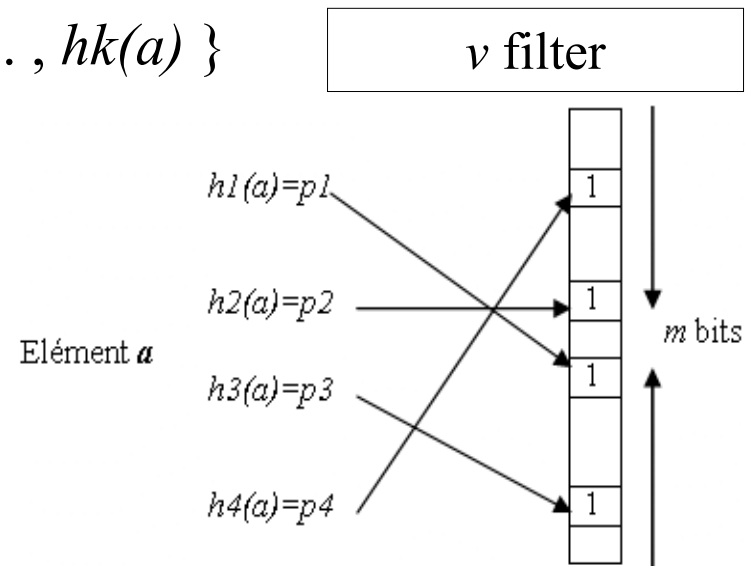 . , hk(a) }
v filter
h1(a)=p1
1
h2(a)=p2
1
m bits
Elément a
1
h3(a)=p3
h4(a)=p4
1